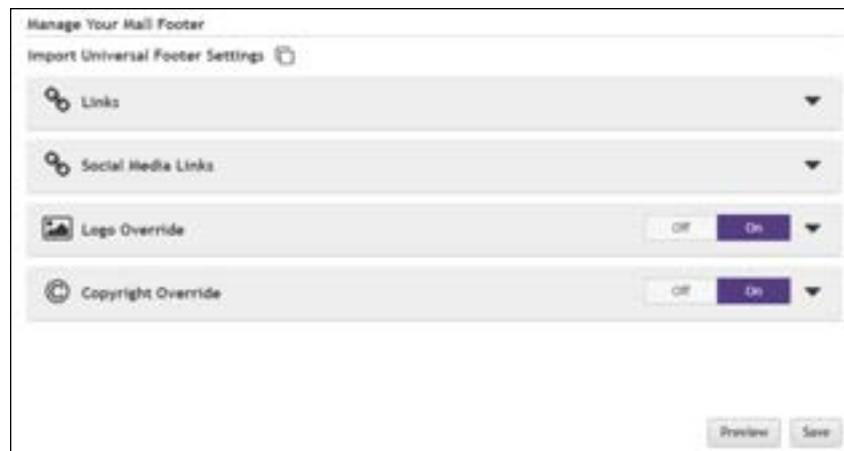 Manage Your Mall Footer
Import Universal Footer Settings
Links
Social Media Links
Logo Override Off On
Copyright Override Off On
Preview Save